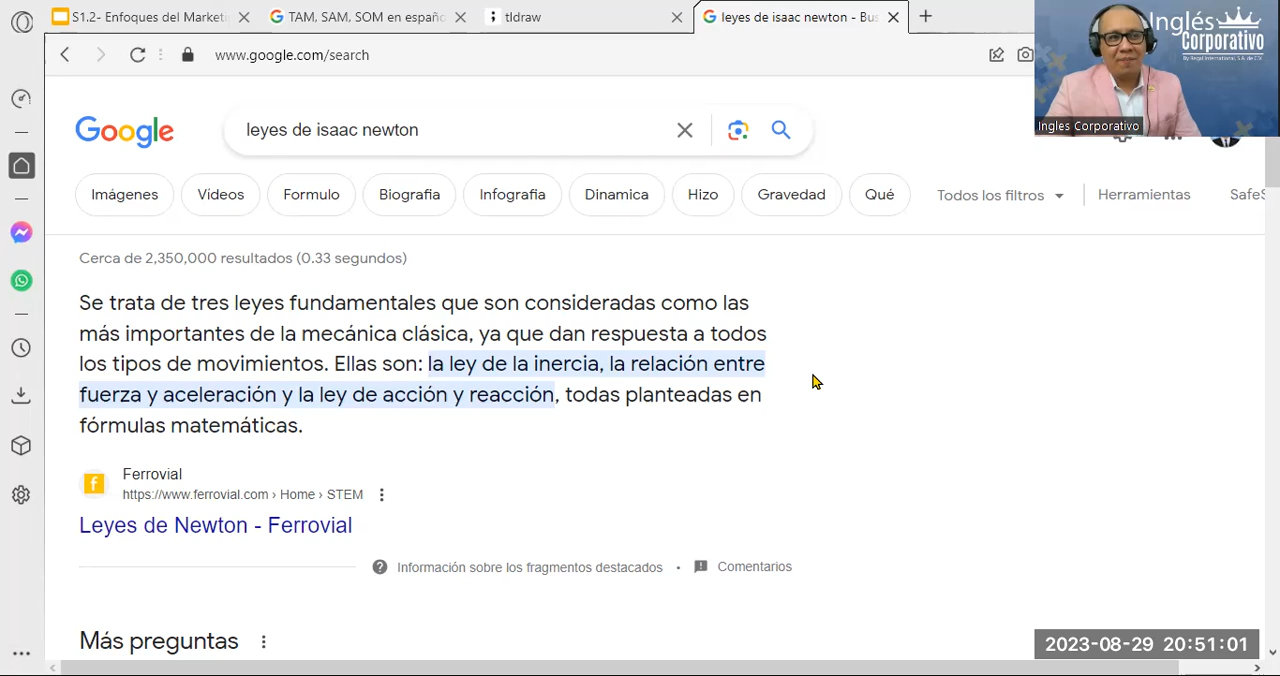 S1.2- Enfoques del Marketi
TAM, SAM, SOM en españo
tldraw
leyes de isaac newton - Bus
www.google.com/search
Inglés
Corporativo
By Regal International, S.A. de C.V.
Ingles Corporativo
Google
leyes de isaac newton
Imágenes
Vídeos
Formulo
Biografia
Infografia
Dinamica
Hizo
Gravedad
Qué
Todos los filtros
Herramientas
SafeS
Cerca de 2,350,000 resultados (0.33 segundos)
Se trata de tres leyes fundamentales que son consideradas como las
más importantes de la mecánica clásica, ya que dan respuesta a todos
los tipos de movimientos. Ellas son: la ley de la inercia, la relación entre
fuerza y aceleración y la ley de acción y reacción, todas planteadas en
fórmulas matemáticas.
f
Ferrovial
https://www.ferrovial.com › Home › STEM
Leyes de Newton - Ferrovial
Información sobre los fragmentos destacados • Comentarios
Más preguntas
2023-08-29 20:51:01